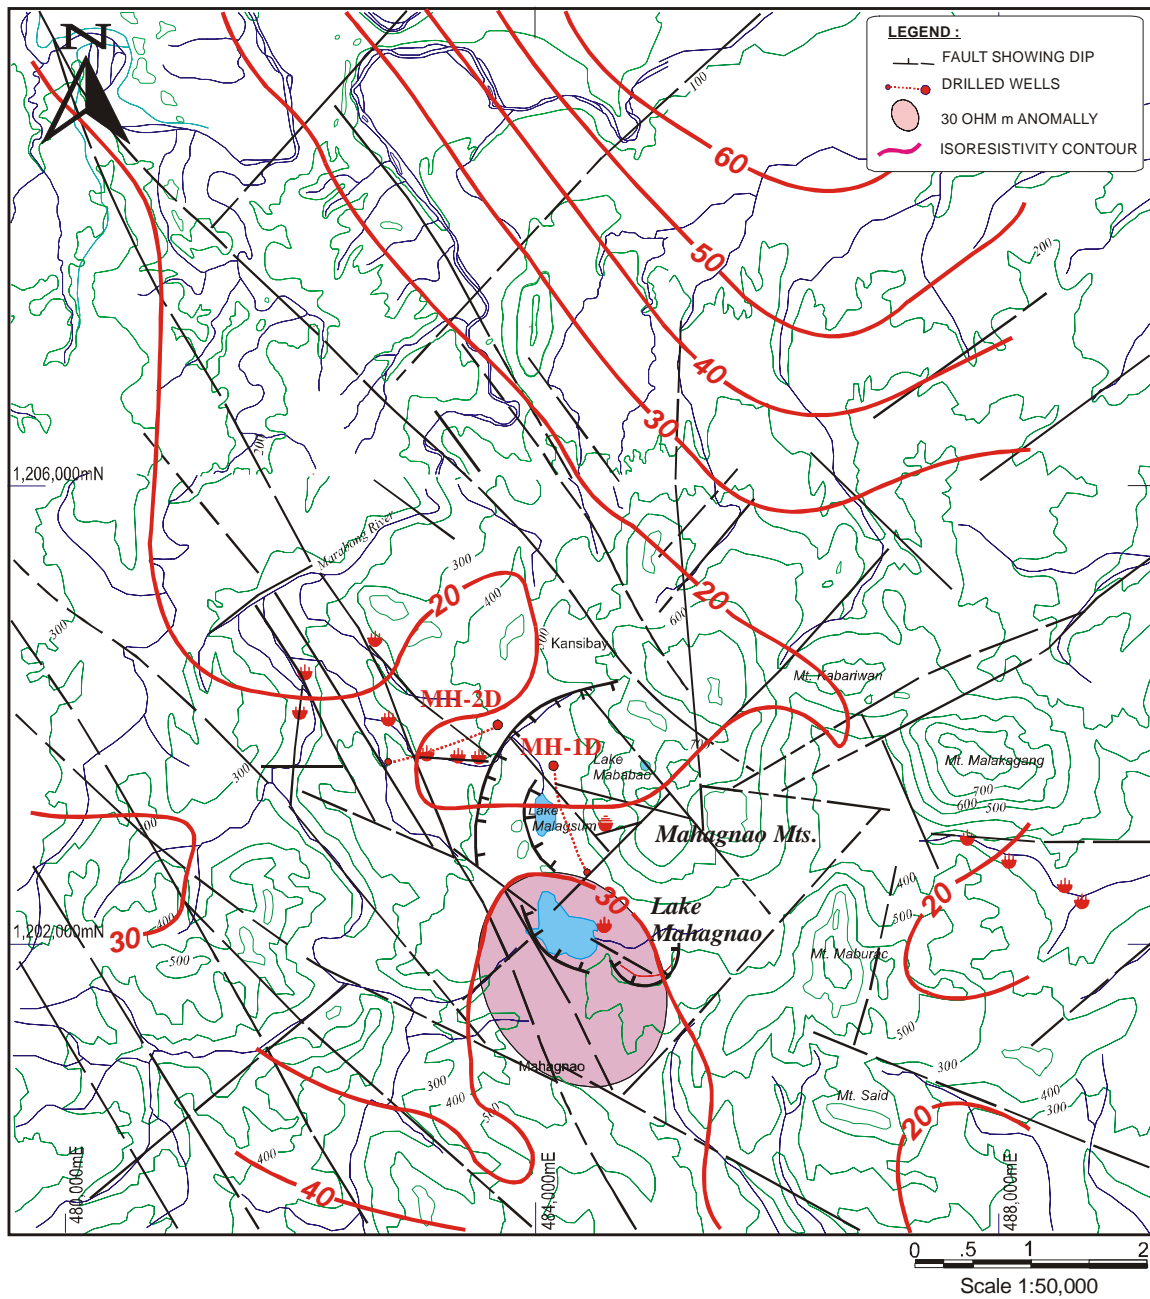 N
LEGEND :
FAULT SHOWING DIP
DRILLED WELLS
30 OHM m ANOMALLY
ISORESISTIVITY CONTOUR
100
60
200
50
40
30
200
1,206,000mN
Marabong River
300
20
400
300
20
600
300
Kansibay
Mt. Kabariwan
MH-2D
MH-1D
Lake
Mababao
Mt. Malakagang
700
600
500
300
Lake
Malagsum
Mahagnao Mts.
400
30
Lake
Mahagnao
20
400
500
1,202,000mN
30
500
Mt. Maburac
500
300
Mahagnao
300
400
500
Mt. Said
400
300
20
400
40
480,000mE
484,000mE
488,000mE
0 .5 1 2
Scale 1:50,000